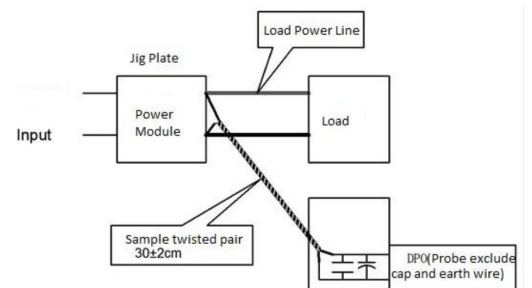 Load Power Line
Jig Plate
Power
Module
Load
Input
Sample twisted pair
30±2cm
DPO(Probe exclude
cap and earth wire)